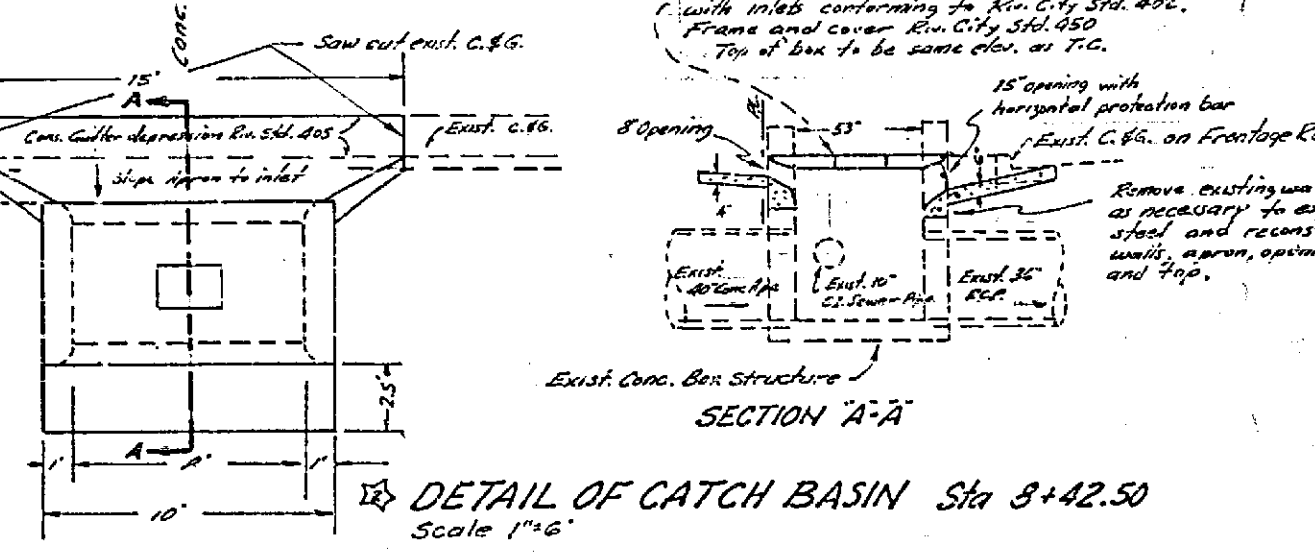 Conc.
Saw cut exist. C.&G.
15'
A
Cons. Gutter depression Riv. Std. 405
Exist. C.&G.
Slope apron to inlet
2.5'
A
1'
8'
1'
10'
with inlets conforming to Riv. City Std. 402.
Frame and cover Riv. City Std. 450
Top of box to be same elev. as T.C.
15" opening with
horizontal protection bar
8" Opening
53"
Exist. C.&G. on Frontage
4"
Remove existing
as necessary to
steel and
walls, apron,
and top.
Exist.
40" Conc. Pipe
Exist. 10"
C.I. Sewer Pipe
Exist. 36"
R.C.P.
Exist. Conc. Box Structure
SECTION "A-A"
DETAIL OF CATCH BASIN Sta 8+42.50
Scale 1"=6'